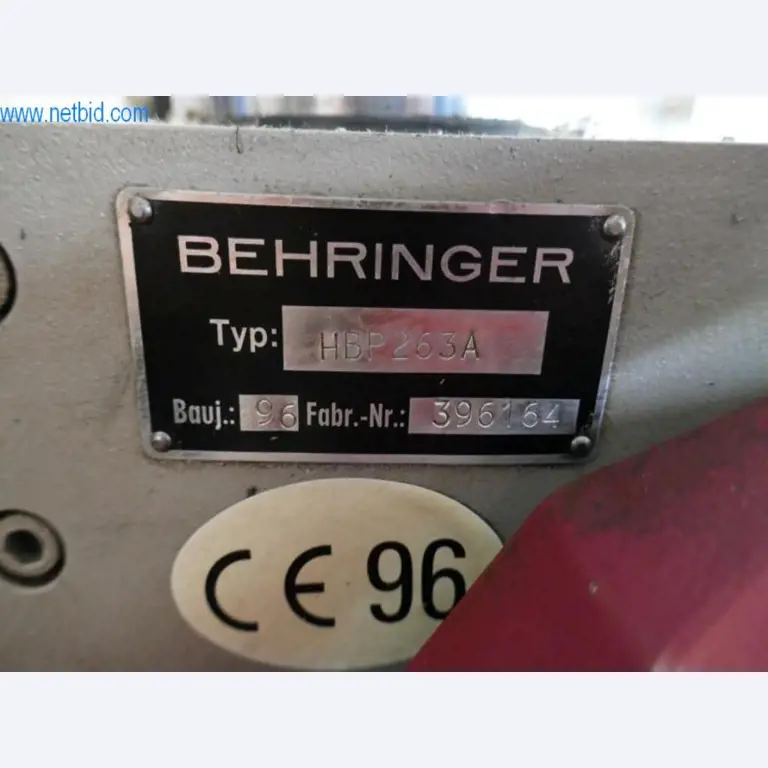 www.netbid.com
BEHRINGER
Typ: HBP263A
Bauj.: 96 Fabr.-Nr.: 396164
CE 96